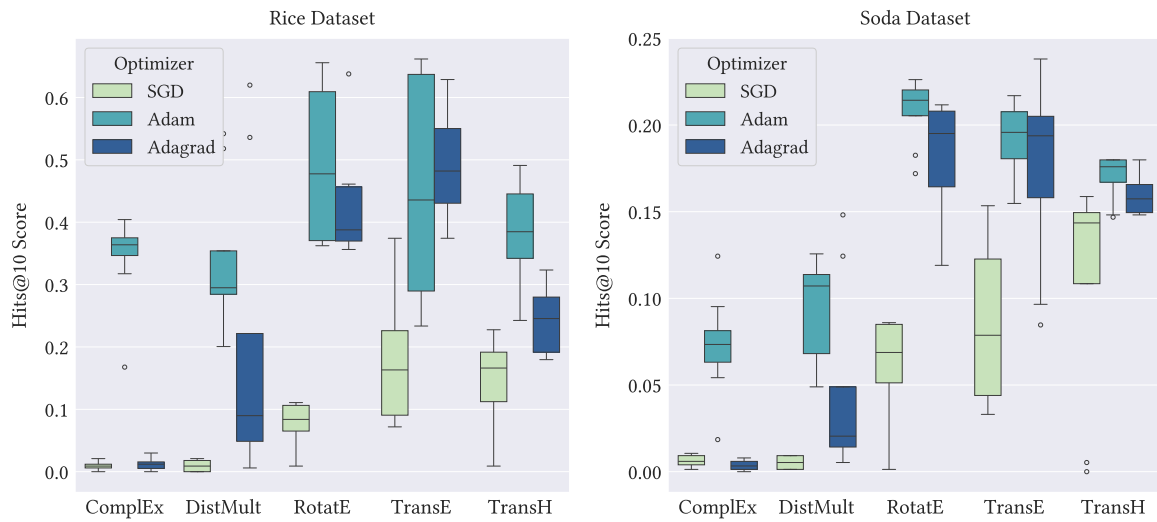 Rice Dataset
Hits@10 Score
0.6
0.5
0.4
0.3
0.2
0.1
0.0
Optimizer
SGD
Adam
Adagrad
ComplEx DistMult RotatE TransE TransH
Soda Dataset
Hits@10 Score
0.25
0.20
0.15
0.10
0.05
0.00
Optimizer
SGD
Adam
Adagrad
ComplEx DistMult RotatE TransE TransH